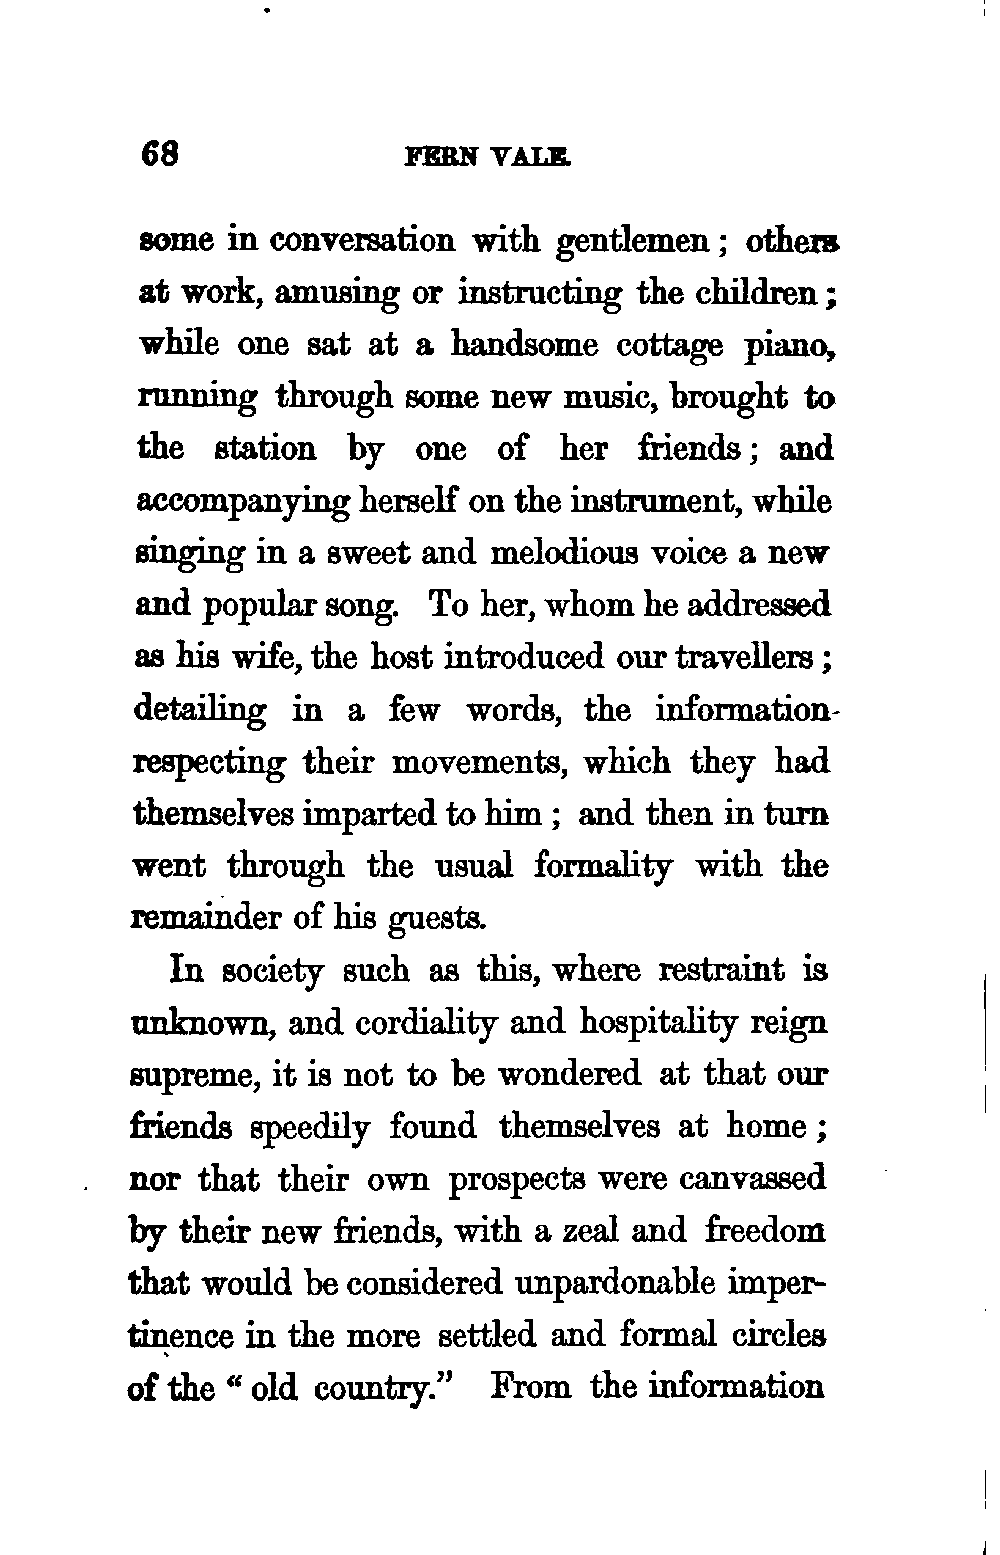 68 FERN VALE.
some in conversation with gentlemen ; others
at work, amusing or instructing the children ;
while one sat at a handsome cottage piano,
running through some new music, brought to
the station by one of her friends ; and
accompanying herself on the instrument, while
singing in a sweet and melodious voice a new
and popular song. To her, whom he addressed
as his wife, the host introduced our travellers ;
detailing in a few words, the information-
respecting their movements, which they had
themselves imparted to him ; and then in turn
went through the usual formality with the
remainder of his guests.
In society such as this, where restraint is
unknown, and cordiality and hospitality reign
supreme, it is not to be wondered at that our
friends speedily found themselves at home ;
nor that their own prospects were canvassed
by their new friends, with a zeal and freedom
that would be considered unpardonable imper-
tinence in the more settled and formal circles
of the “ old country.” From the information